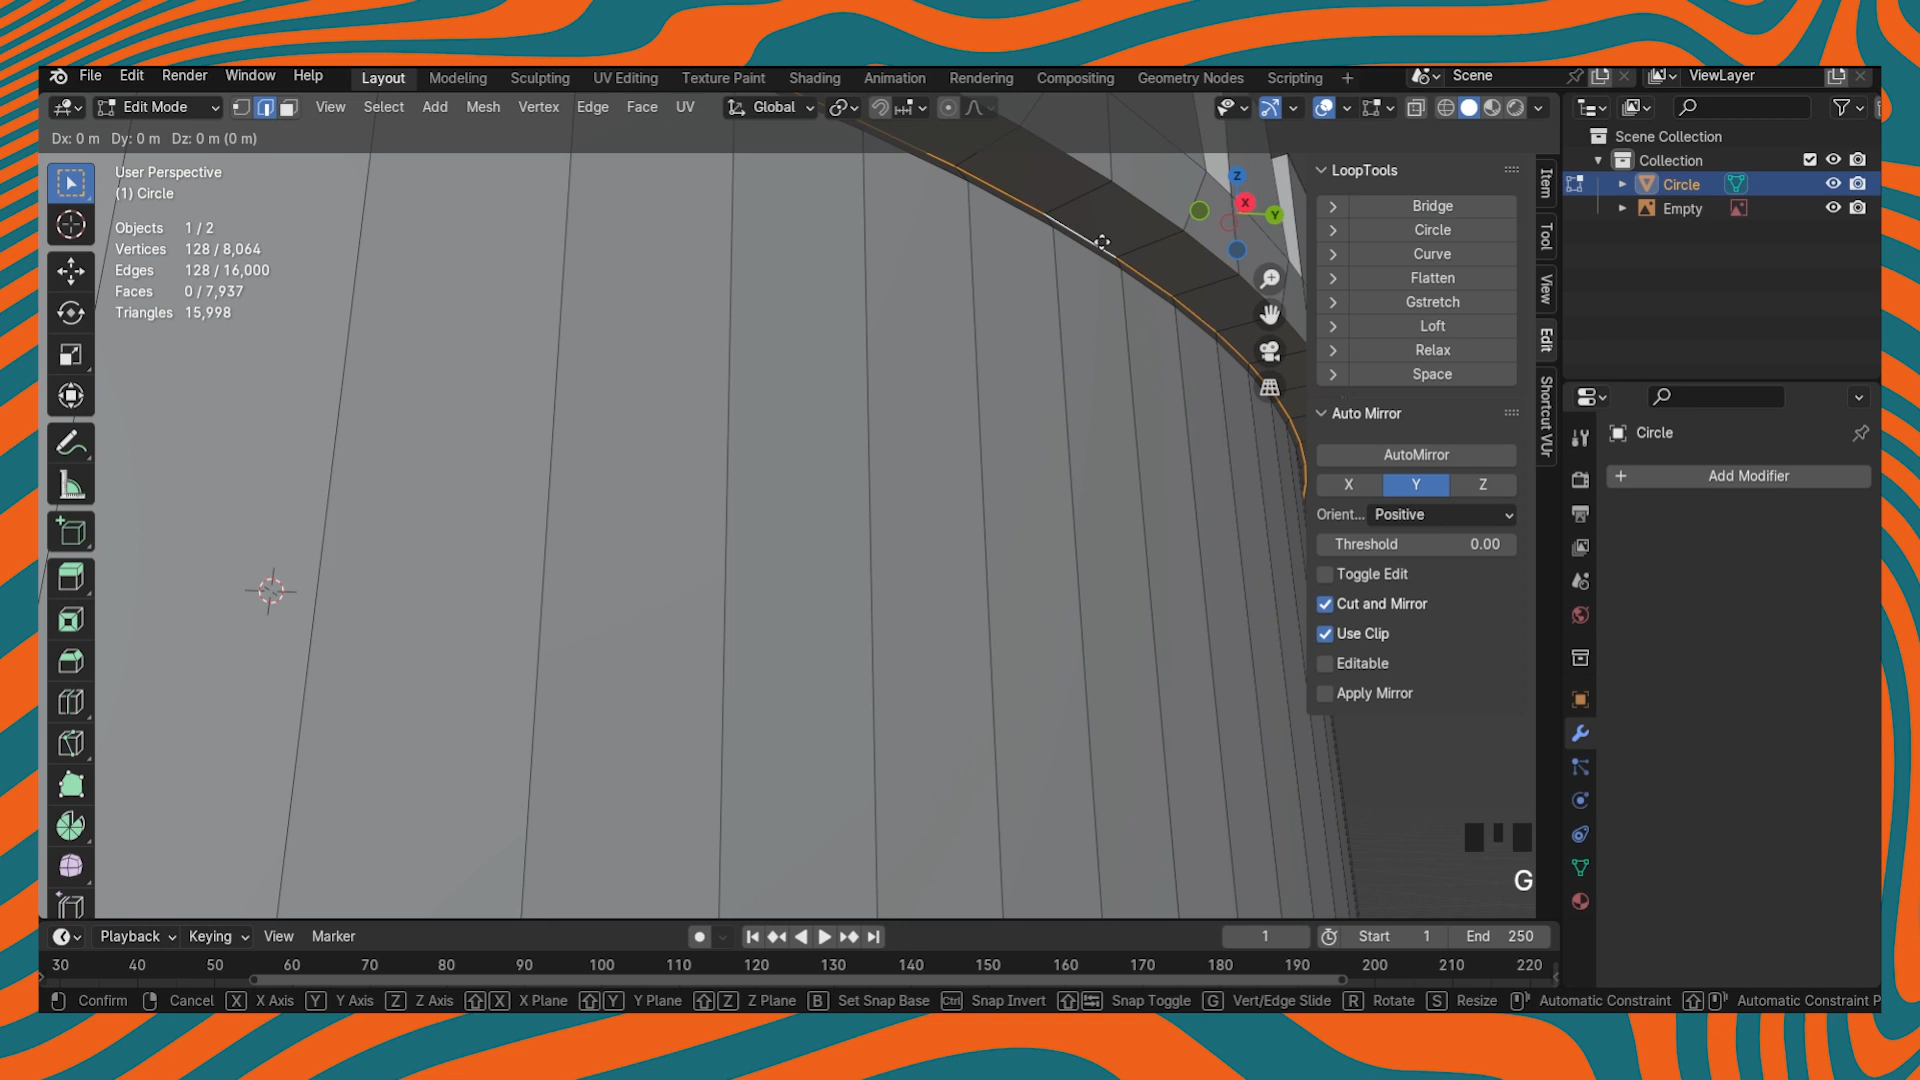 File Edit Render Window Help Layout Modeling Sculpting UV Editing Texture Paint Shading Animation Rendering Compositing Geometry Nodes Scripting + Scene ViewLayer
Edit Mode View Select Add Mesh Vertex Edge Face UV Global
Dx: 0 m Dy: 0 m Dz: 0 m (0 m)
Scene Collection
Collection
Circle
Empty
User Perspective
(1) Circle
Objects 1 / 2
Vertices 128 / 8,064
Edges 128 / 16,000
Faces 0 / 7,937
Triangles 15,998
Z
X
Y
LoopTools
Bridge
Circle
Curve
Flatten
Gstretch
Loft
Relax
Space
Auto Mirror
AutoMirror
X Y Z
Orient... Positive
Threshold 0.00
Toggle Edit
Cut and Mirror
Use Clip
Editable
Apply Mirror
Item
Tool
View
Edit
Shortcut VUr
Circle
+ Add Modifier
G
Playback Keying View Marker 1 Start 1 End 250
30 40 50 60 70 80 90 100 110 120 130 140 150 160 170 180 190 200 210 220
Confirm Cancel X X Axis Y Y Axis Z Z Axis X X Plane Y Y Plane Z Z Plane B Set Snap Base Ctrl Snap Invert Snap Toggle G Vert/Edge Slide R Rotate S Resize Automatic Constraint Automatic Constraint P